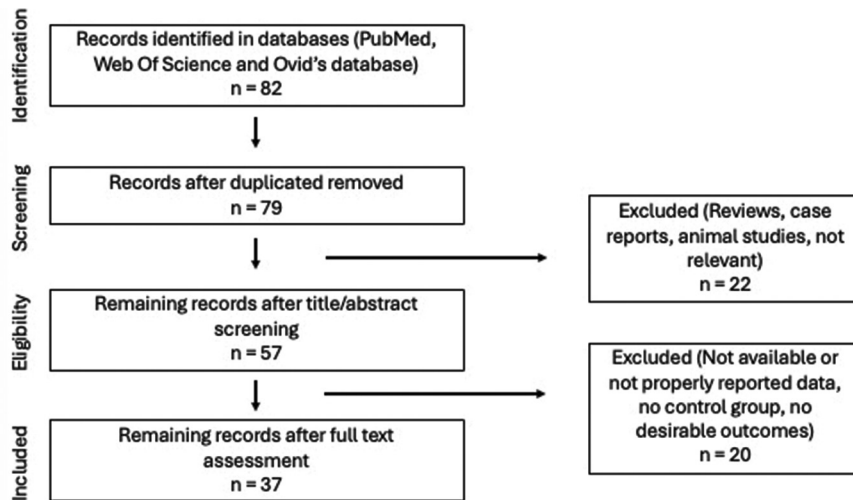 Identification
Records identified in databases (PubMed,
Web Of Science and Ovid's database)
n = 82
Screening
Records after duplicated removed
n = 79
Excluded (Reviews, case
reports, animal studies, not
relevant)
n = 22
Eligibility
Remaining records after title/abstract
screening
n = 57
Excluded (Not available or
not properly reported data,
no control group, no
desirable outcomes)
n = 20
Included
Remaining records after full text
assessment
n = 37